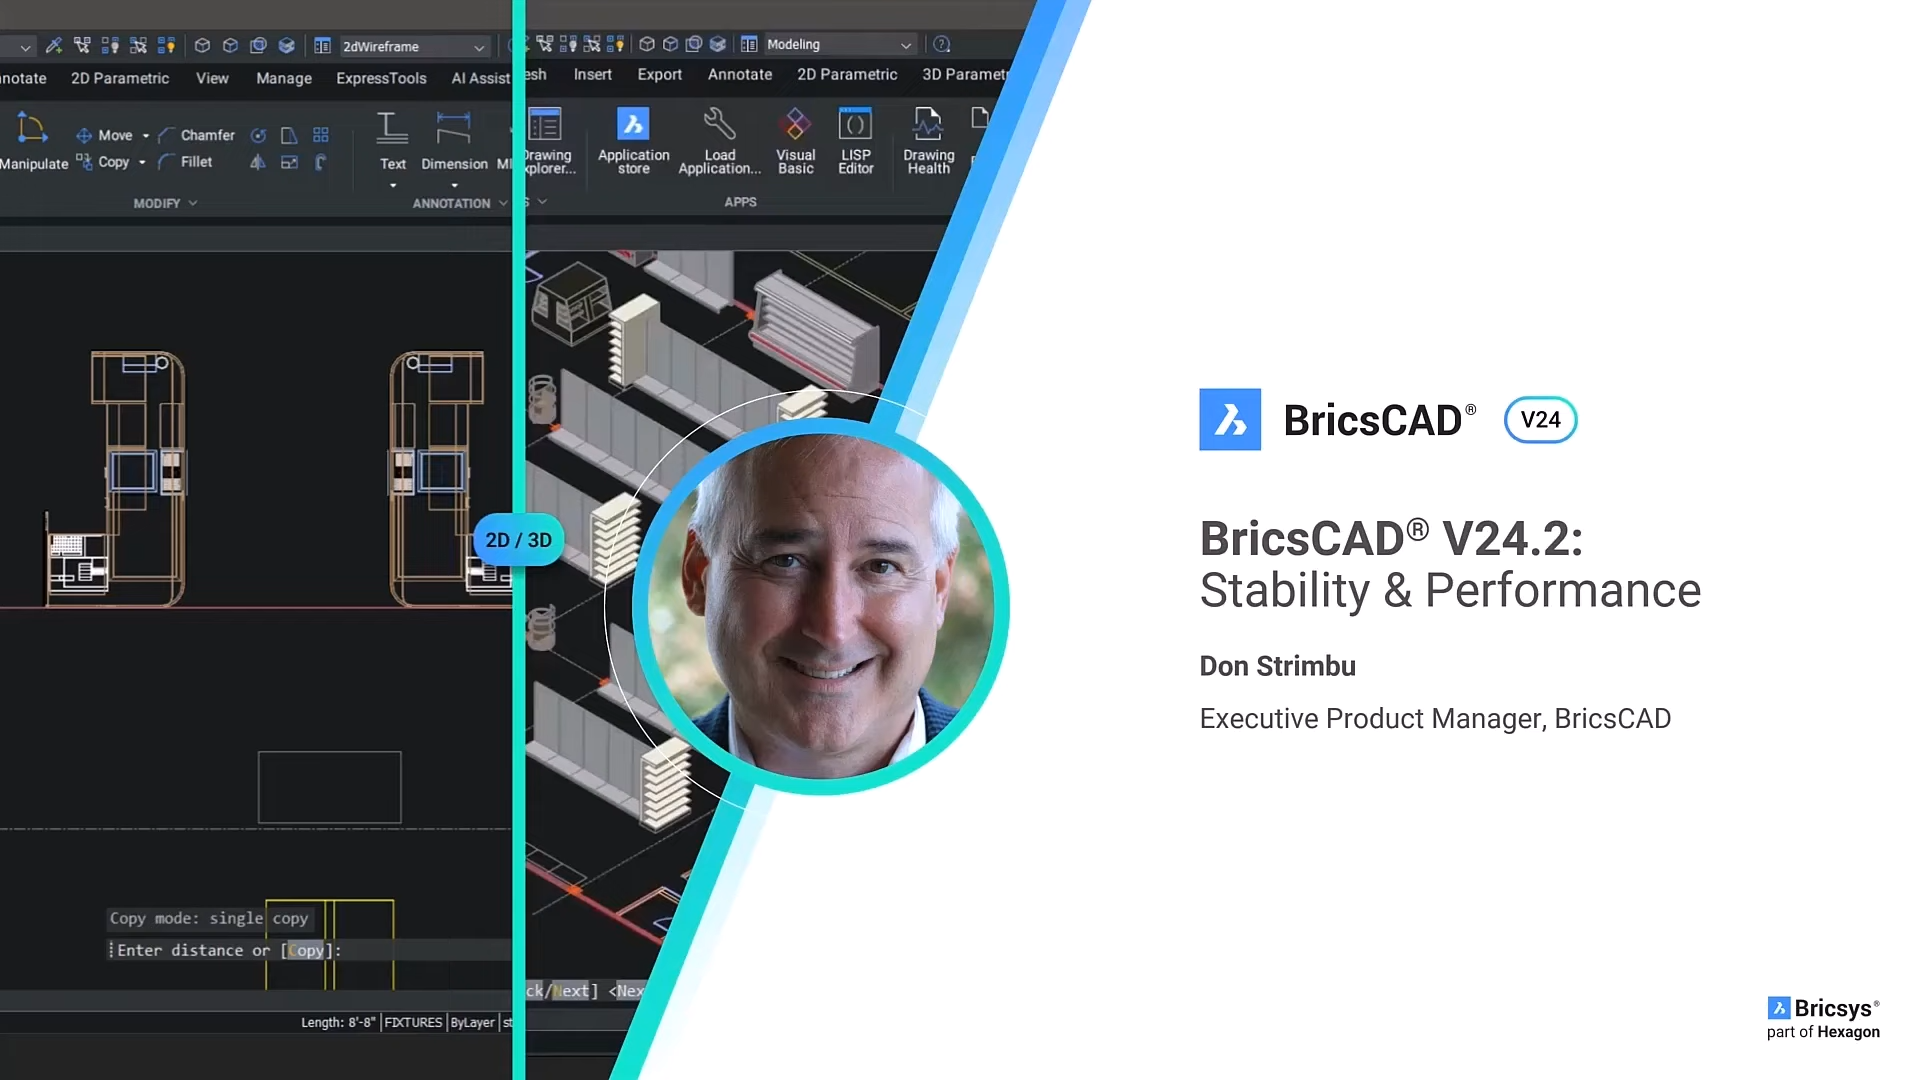 2dWireframe
Modeling
nnotate 2D Parametric View Manage ExpressTools AI Assist
esh Insert Export Annotate 2D Parametric 3D Paramet
Manipulate
Move
Chamfer
Copy
Fillet
Text
Dimension
MODIFY
ANNOTATION
Drawing
xplorer...
Application
store
Load
Application...
Visual
Basic
LISP
Editor
Drawing
Health
APPS
2D / 3D
Copy mode: single copy
Enter distance or [Copy]:
ck/Next] <Nex
Length: 8'-8" FIXTURES ByLayer st
BricsCAD® V24
BricsCAD® V24.2:
Stability & Performance
Don Strimbu
Executive Product Manager, BricsCAD
Bricsys®
part of Hexagon